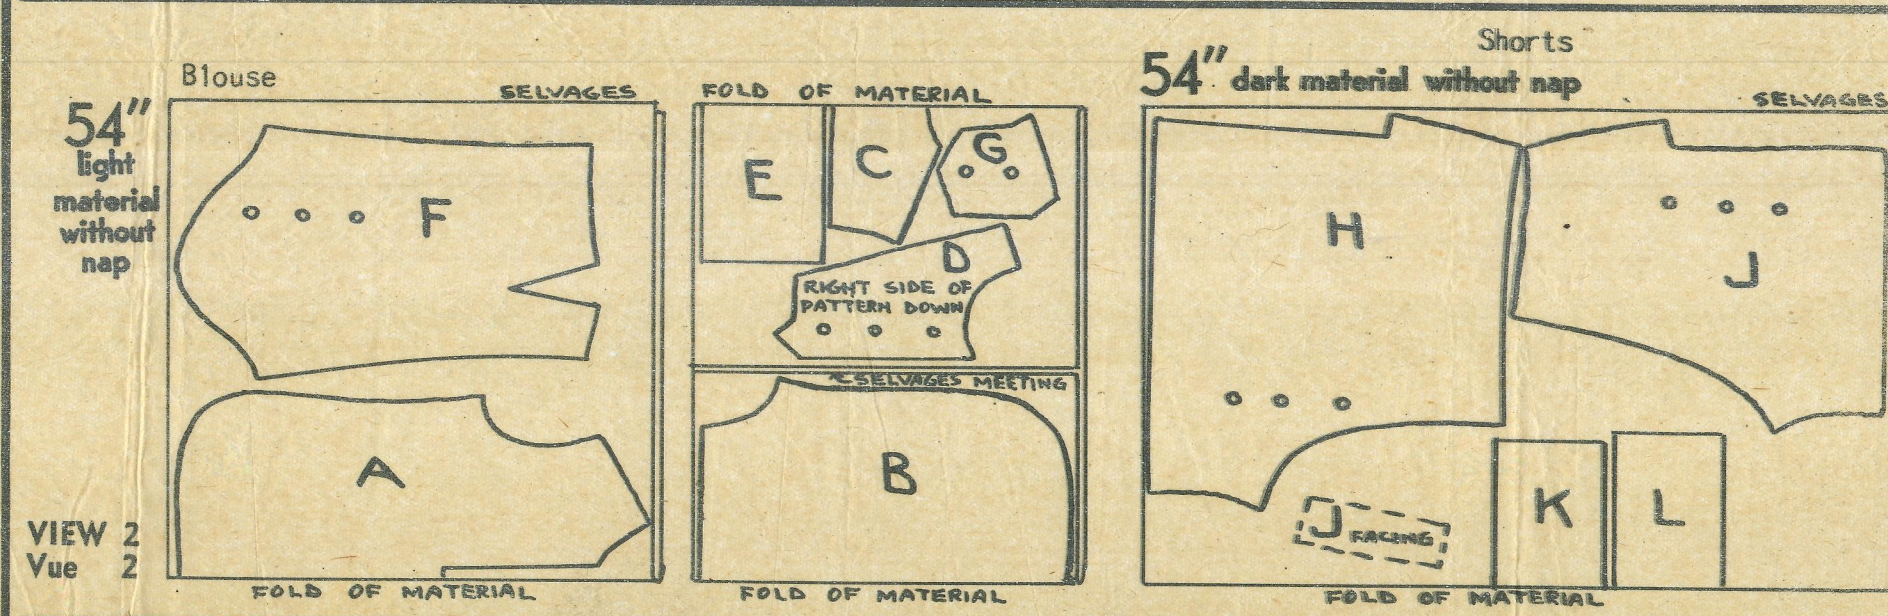 Blouse
SELVAGES
54"
light
material
without
nap
F
A
VIEW 2
Vue 2
FOLD OF MATERIAL
FOLD OF MATERIAL
E
C
G
D
RIGHT SIDE OF
PATTERN DOWN
SELVAGES MEETING
B
FOLD OF MATERIAL
Shorts
54" dark material without nap
SELVAGES
H
J
J FACING
K
L
FOLD OF MATERIAL